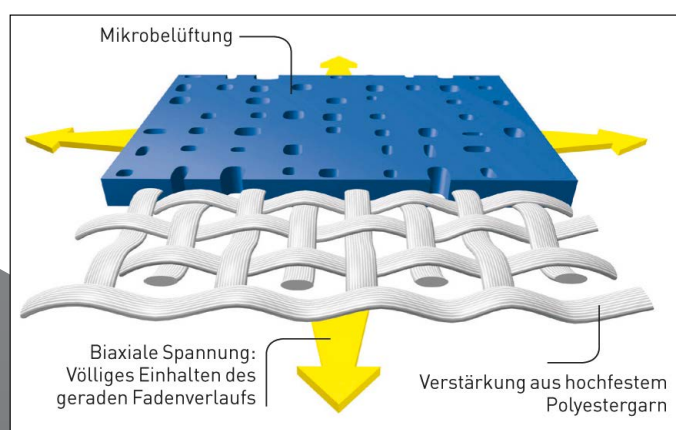 Mikrobelüftung
Biaxiale Spannung:
Völliges Einhalten des
geraden Fadenverlaufs
Verstärkung aus hochfestem
Polyestergarn